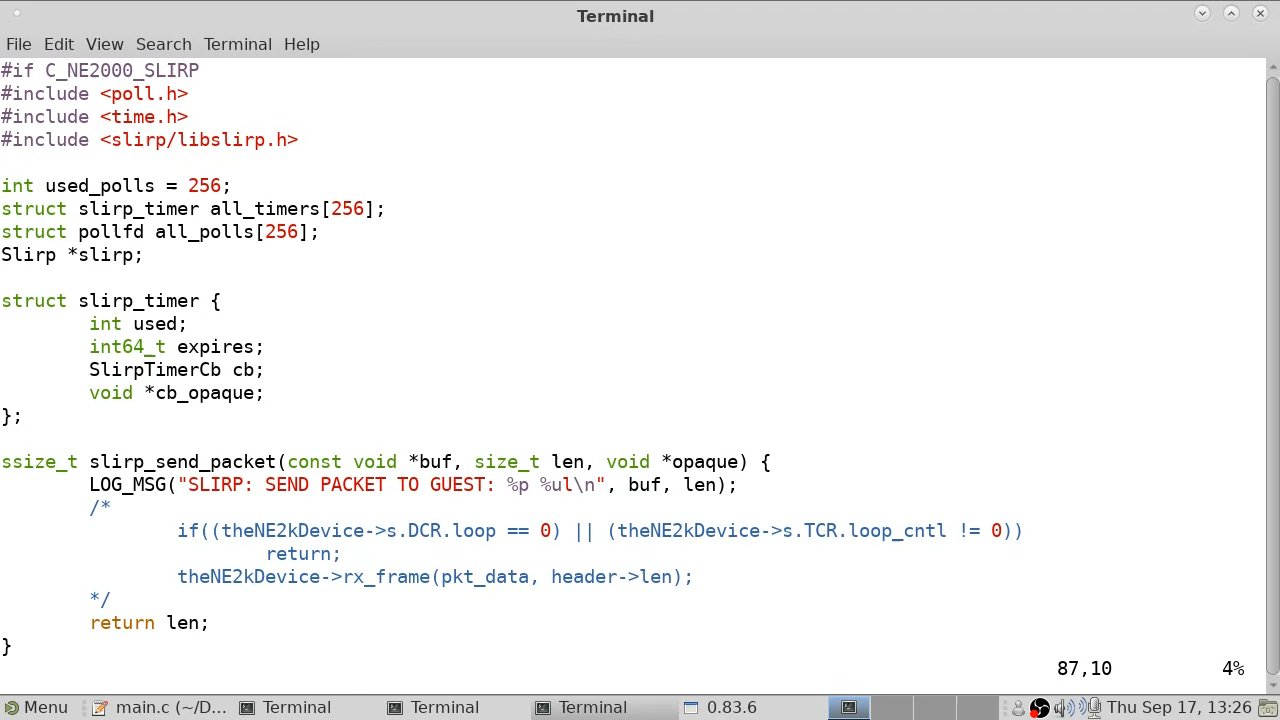 Terminal
File Edit View Search Terminal Help
#if C_NE2000_SLIRP
#include <poll.h>
#include <time.h>
#include <slirp/libslirp.h>
int used_polls = 256;
struct slirp_timer all_timers[256];
struct pollfd all_polls[256];
Slirp *slirp;
struct slirp_timer {
int used;
int64_t expires;
SlirpTimerCb cb;
void *cb_opaque;
};
ssize_t slirp_send_packet(const void *buf, size_t len, void *opaque) {
LOG_MSG("SLIRP: SEND PACKET TO GUEST: %p %ul\n", buf, len);
/*
if((theNE2kDevice->s.DCR.loop == 0) || (theNE2kDevice->s.TCR.loop_cntl != 0))
return;
theNE2kDevice->rx_frame(pkt_data, header->len);
*/
return len;
}
87,10 4%
Menu main.c (~/D... Terminal Terminal Terminal 0.83.6 Thu Sep 17, 13:26